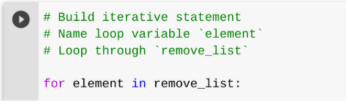 # Build iterative statement
# Name loop variable `element`
# Loop through `remove_list`
for element in remove_list: